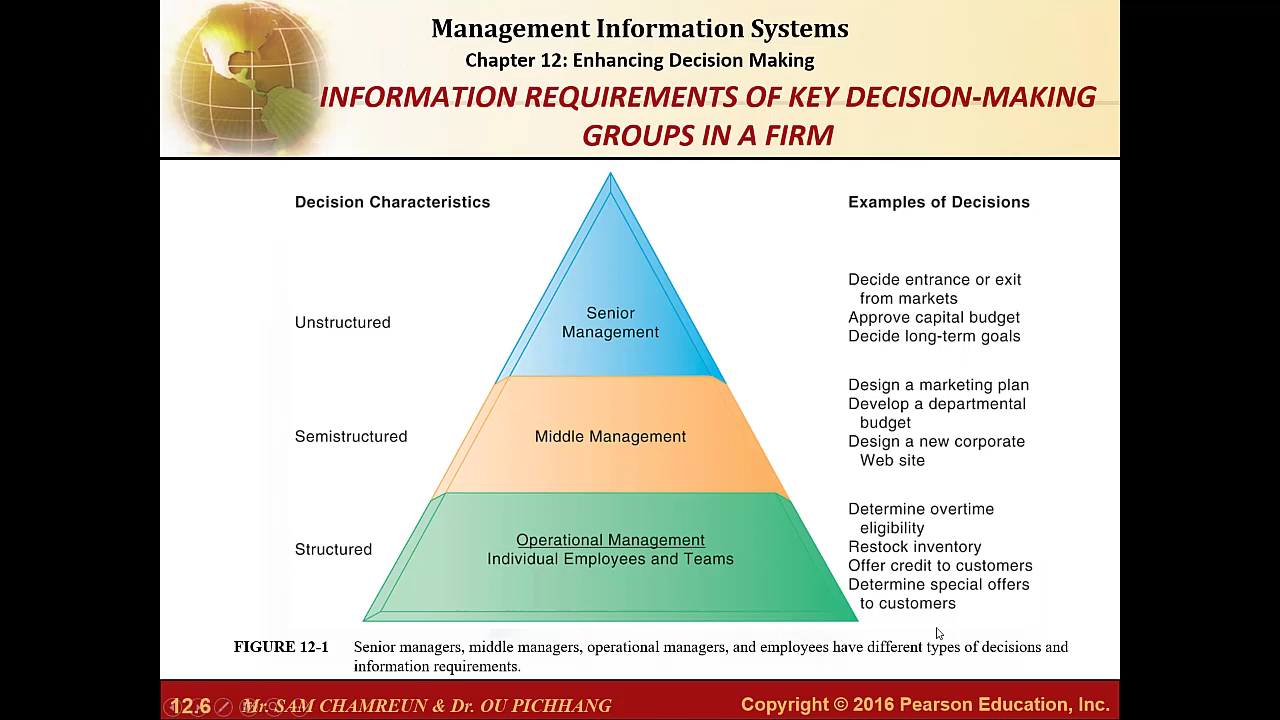 Management Information Systems
Chapter 12: Enhancing Decision Making
INFORMATION REQUIREMENTS OF KEY DECISION-MAKING
GROUPS IN A FIRM
Decision Characteristics
Examples of Decisions
Unstructured
Senior
Management
Decide entrance or exit
from markets
Approve capital budget
Decide long-term goals
Semistructured
Middle Management
Design a marketing plan
Develop a departmental
budget
Design a new corporate
Web site
Structured
Operational Management
Individual Employees and Teams
Determine overtime
eligibility
Restock inventory
Offer credit to customers
Determine special offers
to customers
FIGURE 12-1 Senior managers, middle managers, operational managers, and employees have different types of decisions and
information requirements.
12.6 Mr. SAM CHAMREUN & Dr. OU PICHHANG Copyright © 2016 Pearson Education, Inc.